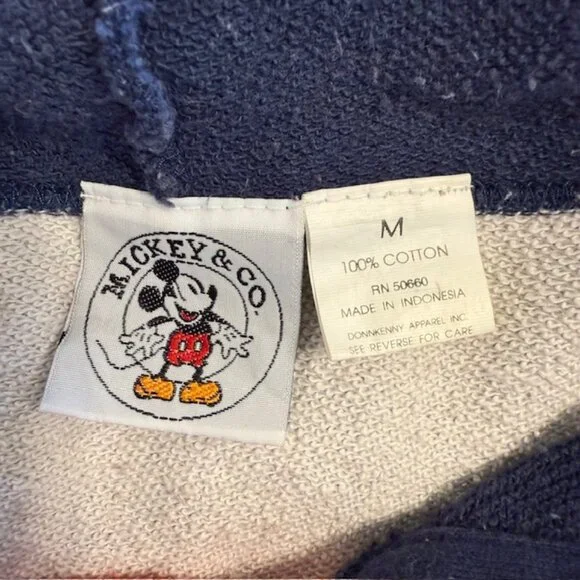 MICKEY & CO.
M
100% COTTON
RN 50660
MADE IN INDONESIA
DONNKENNY APPAREL INC
SEE REVERSE FOR CARE